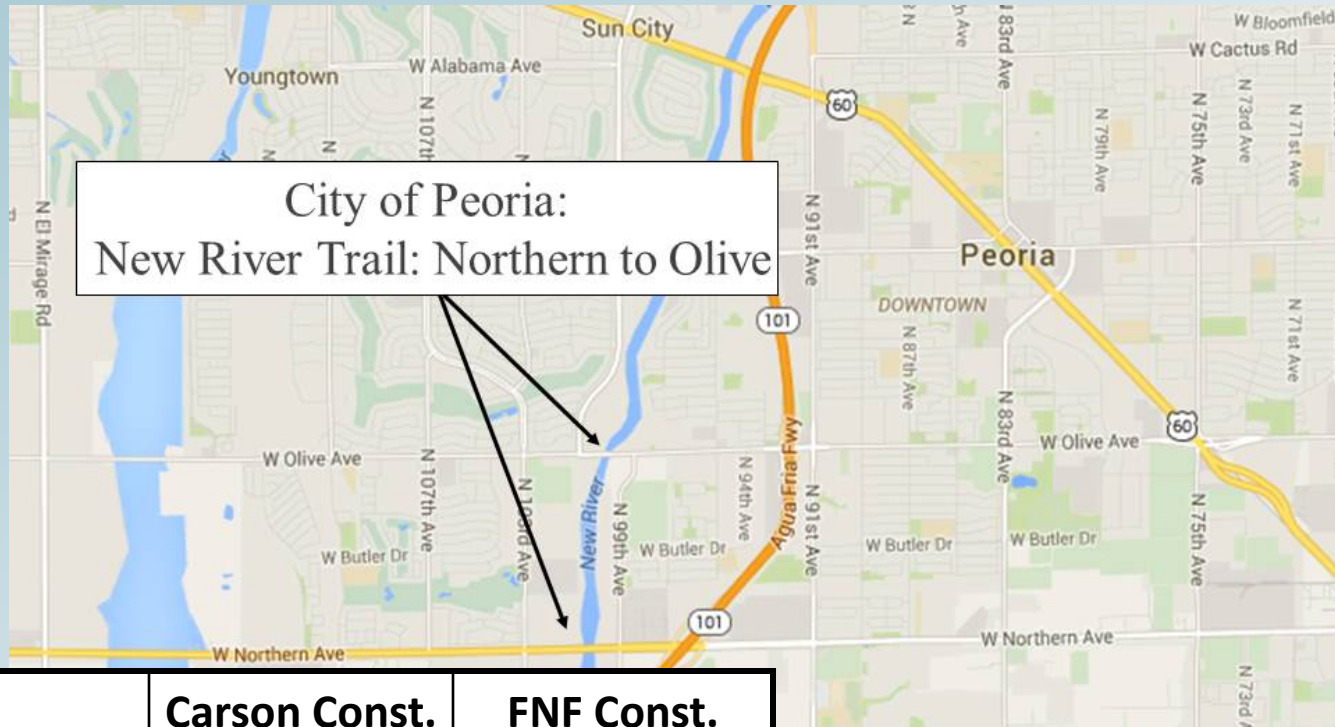 Sun City
N
Ave
83rd Ave
W Bloomfield
W Cactus Rd
Youngtown
W Alabama Ave
60
N 107th
N
N
N 79th Ave
N 75th Ave
N 73rd Ave
N 71st Ave
City of Peoria:
New River Trail: Northern to Olive
N El Mirage Rd
N 91st Ave
Peoria
101
DOWNTOWN
N 87th Ave
N 71st Ave
N 83rd Ave
60
W Olive Ave
W Olive Ave
N 107th Ave
N 103rd Ave
New River
N 99th Ave
N 94th Ave
Agua Fria Fwy
N 91st Ave
N 75th Ave
W Butler Dr
W Butler Dr
W Butler Dr
W Butler Dr
101
W Northern Ave
W Northern Ave
N 73rd A
Carson Const.
FNF Const.